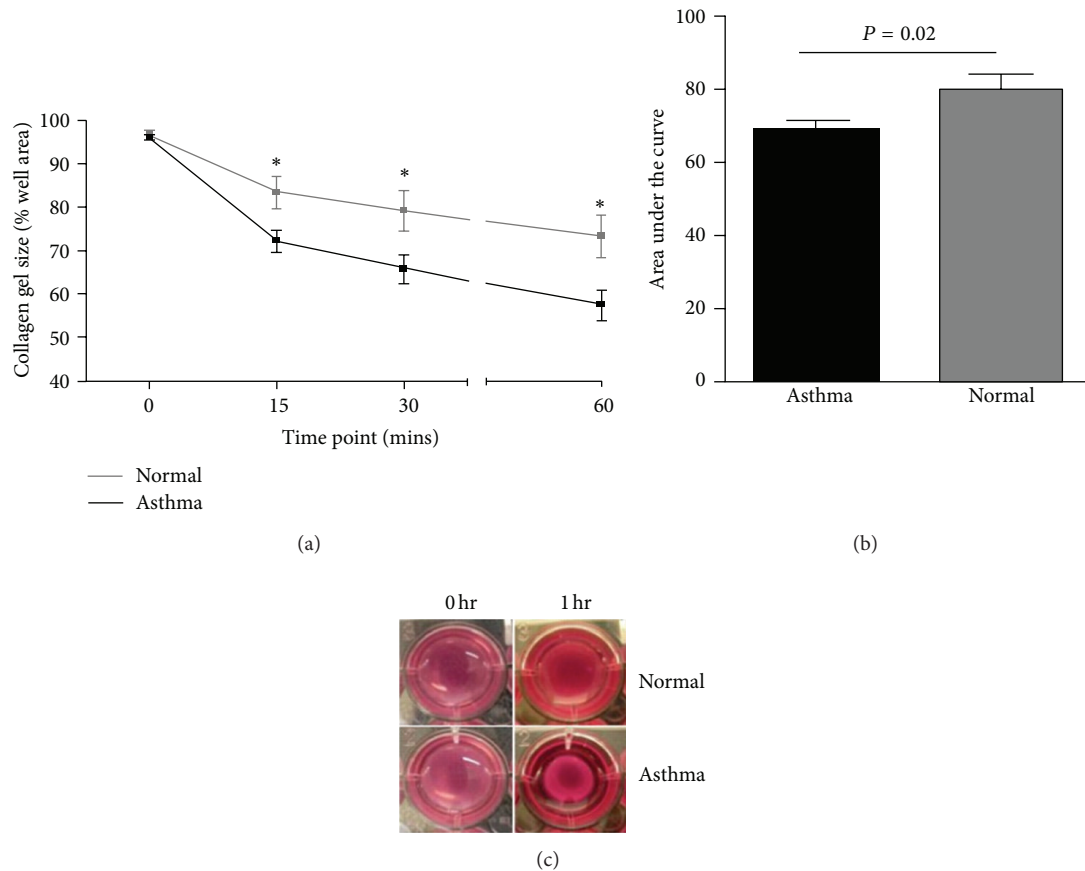 100
90
80
70
60
50
40
Collagen gel size (% well area)
*
*
*
0
15
30
60
Time point (mins)
Normal
Asthma
(a)
100
80
60
40
20
0
Area under the curve
P = 0.02
Asthma
Normal
(b)
0 hr
1 hr
Normal
Asthma
(c)